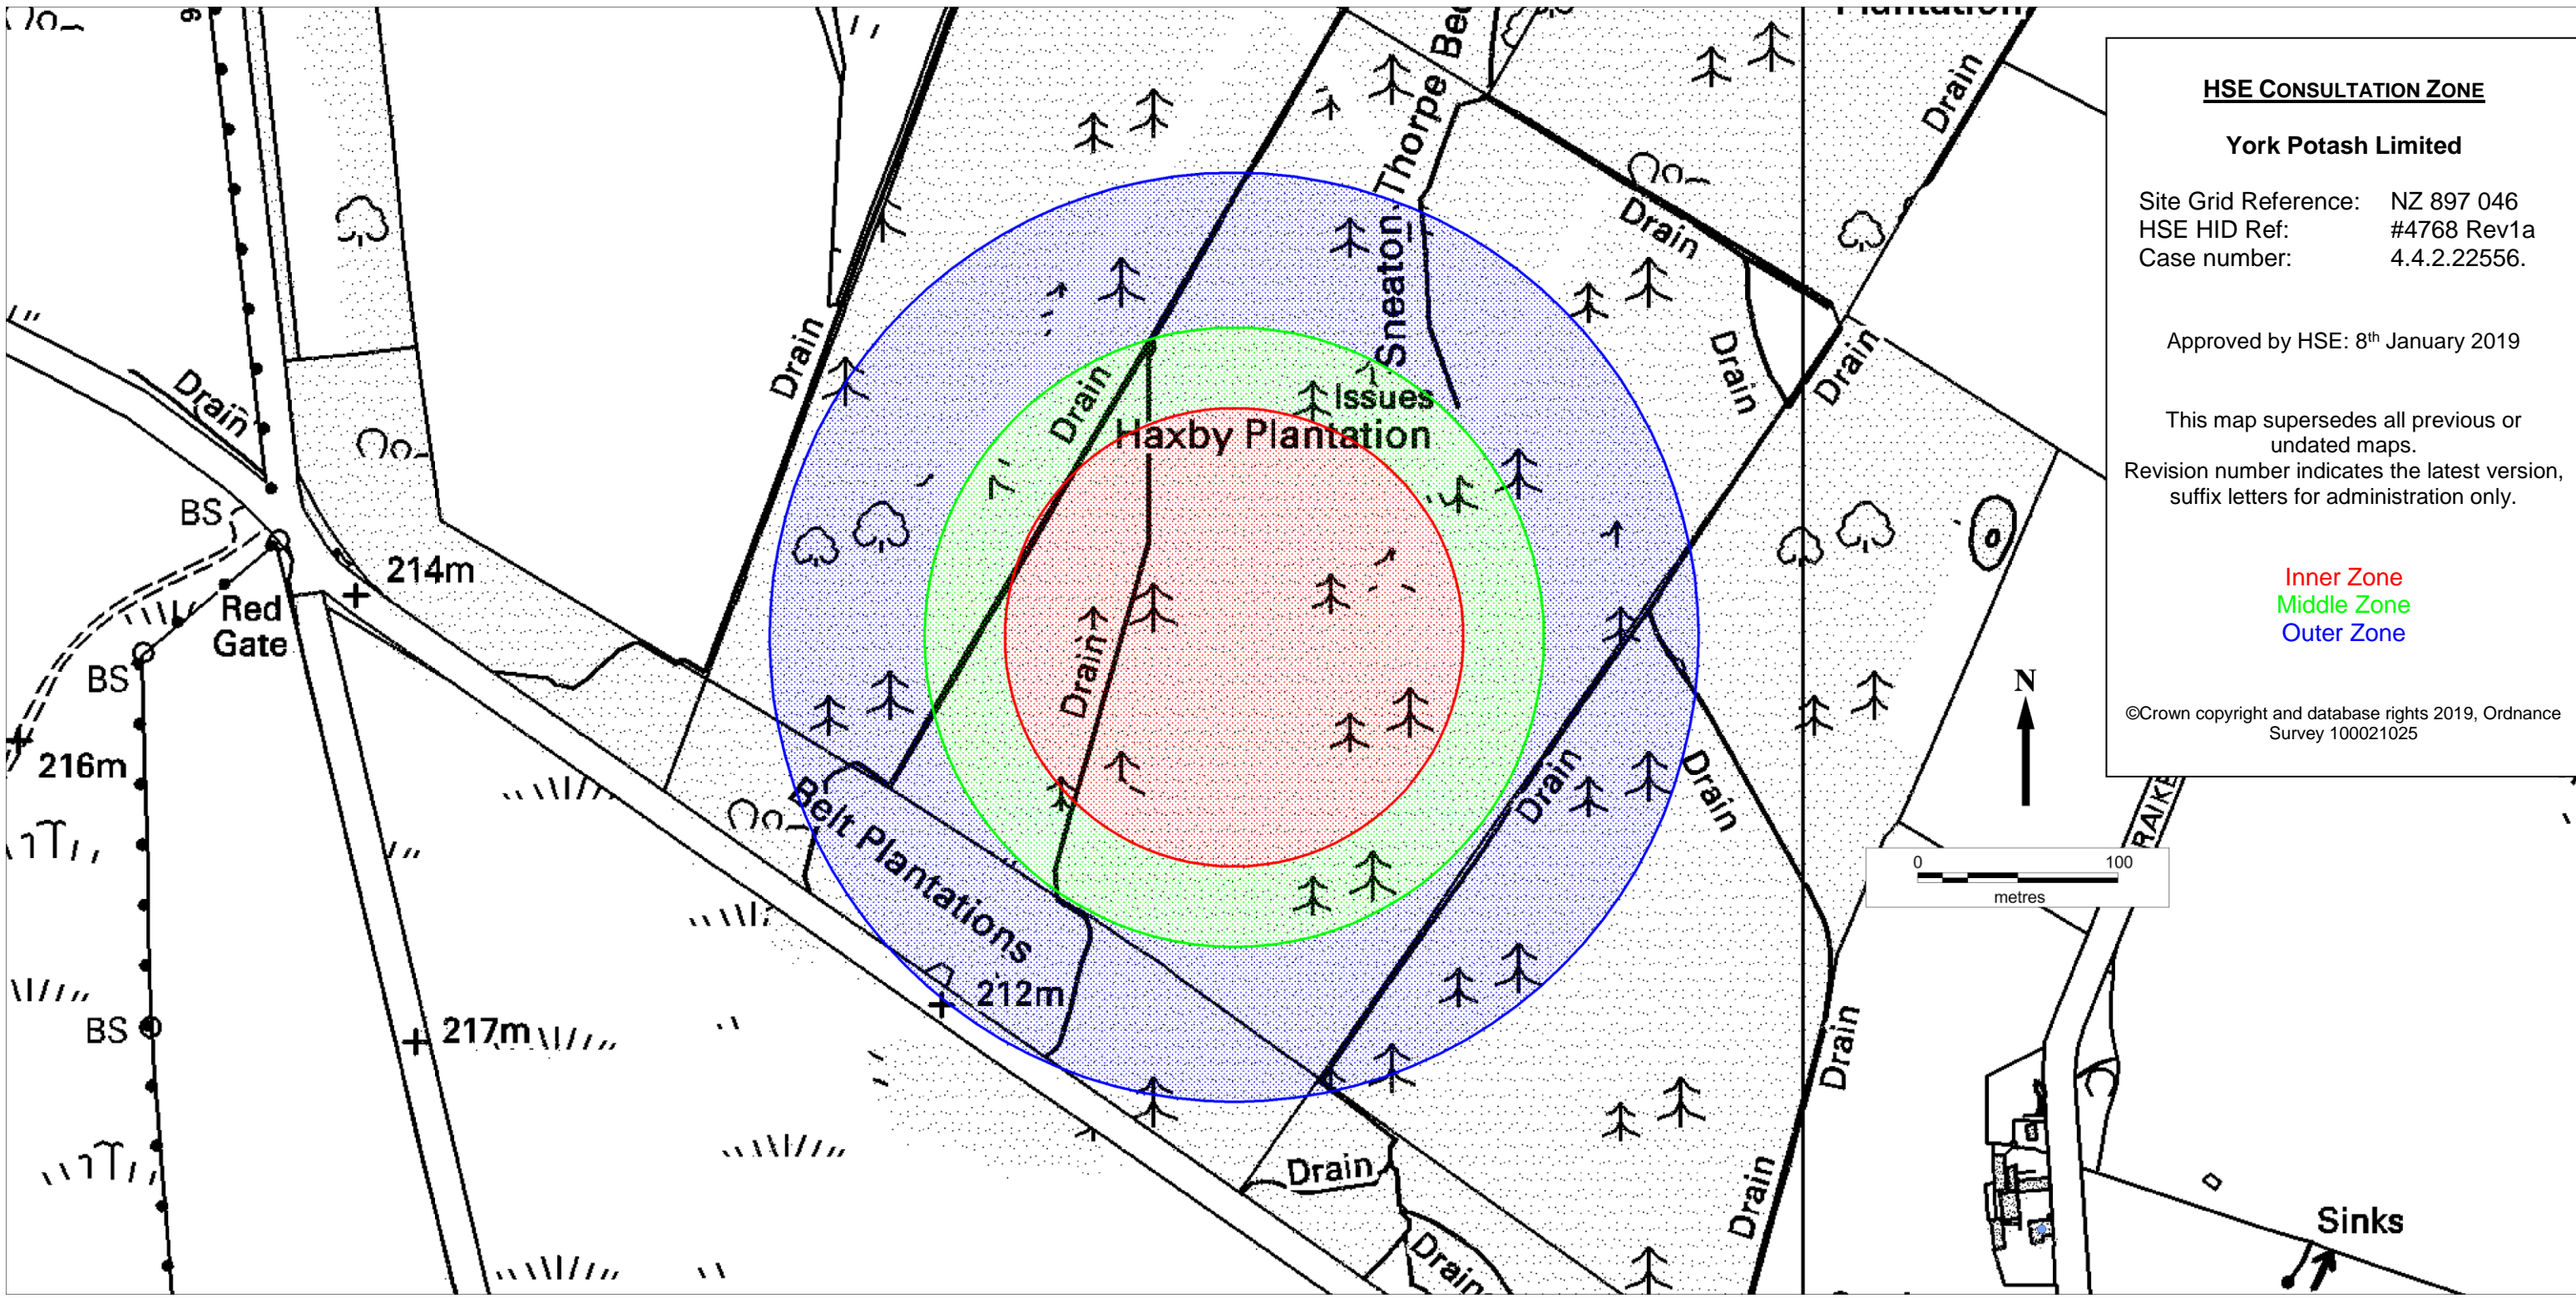 HSE CONSULTATION ZONE
York Potash Limited
Site Grid Reference: NZ 897 046
HSE HID Ref: #4768 Rev1a
Case number: 4.4.2.22556.
Approved by HSE: 8th January 2019
This map supersedes all previous or
undated maps.
Revision number indicates the latest version,
suffix letters for administration only.
Inner Zone
Middle Zone
Outer Zone
N
©Crown copyright and database rights 2019, Ordnance
Survey 100021025
0 100
metres
Drain
Sneaton Thorpe
Drain
Drain
Drain
Drain
Drain
Drain
Issues
Haxby Plantation
Drain
BS
214m
Red
Gate
BS
216m
Drain
Drain
Drain
Belt Plantations
212m
BS
217m
Drain
Drain
Drain
Drain
Sinks